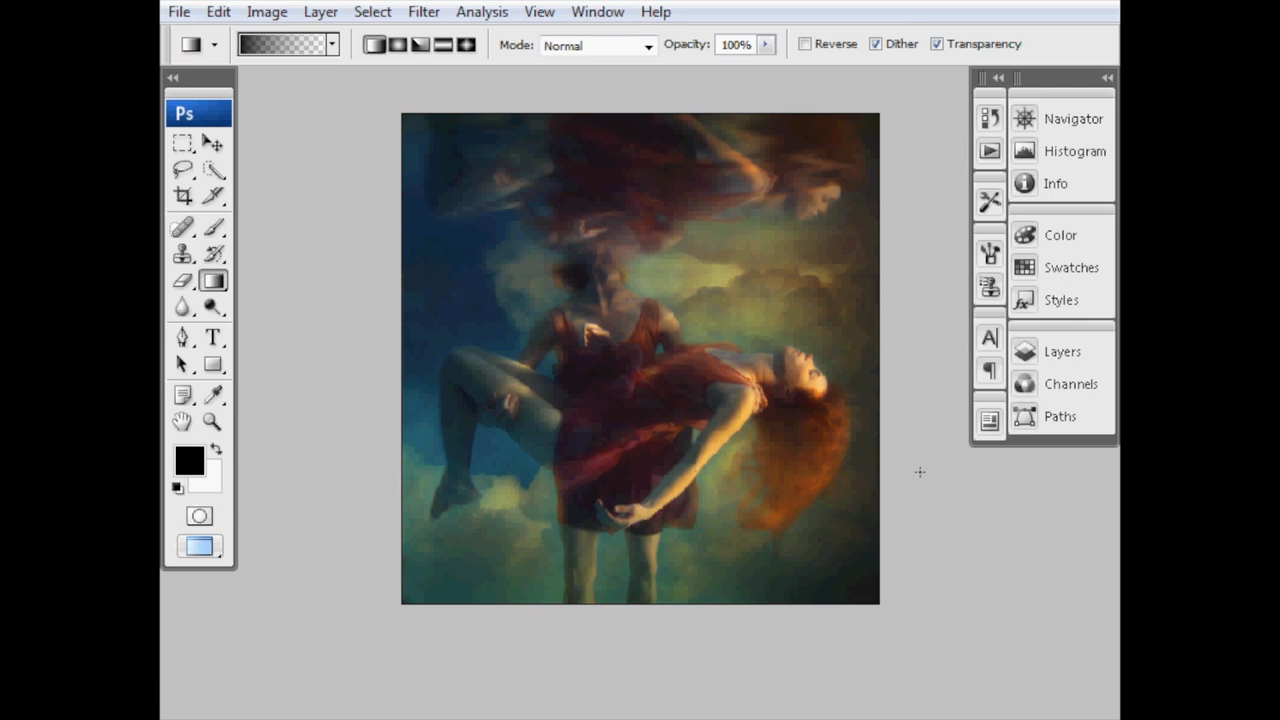 File Edit Image Layer Select Filter Analysis View Window Help
Mode: Normal Opacity: 100% Reverse Dither Transparency
Ps
T
A
Navigator
Histogram
Info
Color
Swatches
fx Styles
Layers
Channels
Paths